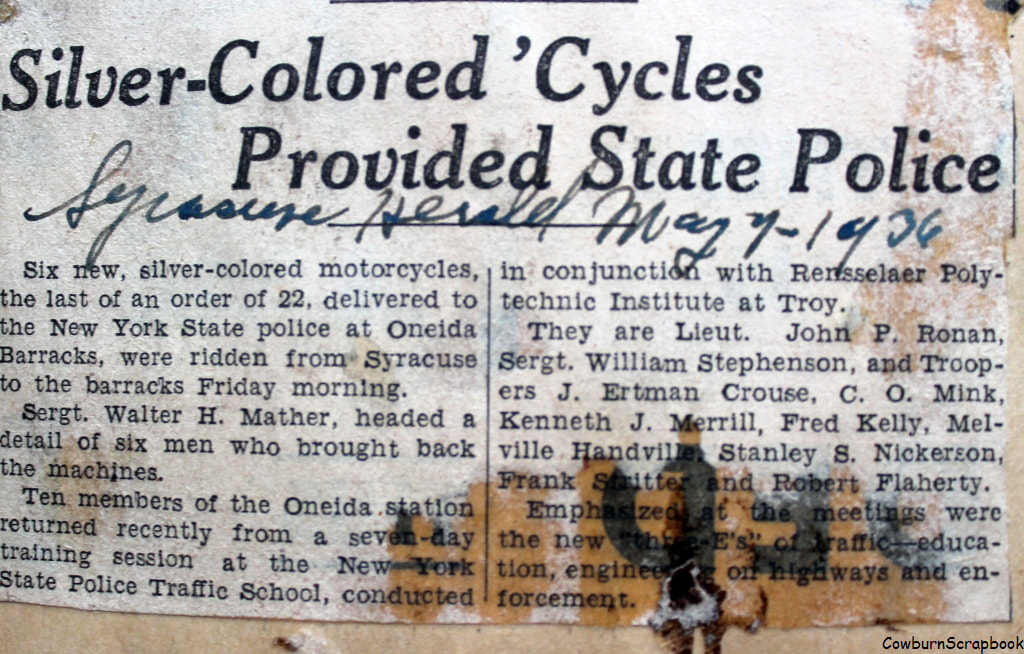 Silver-Colored 'Cycles
Provided State Police
Syracuse Herald May 7-1936
Six new, silver-colored motorcycles,
the last of an order of 22, delivered to
the New York State police at Oneida
Barracks, were ridden from Syracuse
to the barracks Friday morning.
Sergt. Walter H. Mather, headed a
detail of six men who brought back
the machines.
Ten members of the Oneida station
returned recently from a seven-day
training session at the New York
State Police Traffic School, conducted
in conjunction with Rensselaer Poly-
technic Institute at Troy.
They are Lieut. John P. Ronan,
Sergt. William Stephenson, and Troop-
ers J. Ertman Crouse, C. O. Mink,
Kenneth J. Merrill, Fred Kelly, Mel-
ville Handville, Stanley S. Nickerson,
Frank Stritter and Robert Flaherty.
Emphasized at the meetings were
the new "three-E's" of traffic—educa-
tion, engineering on highways and en-
forcement.
CowburnScrapbook